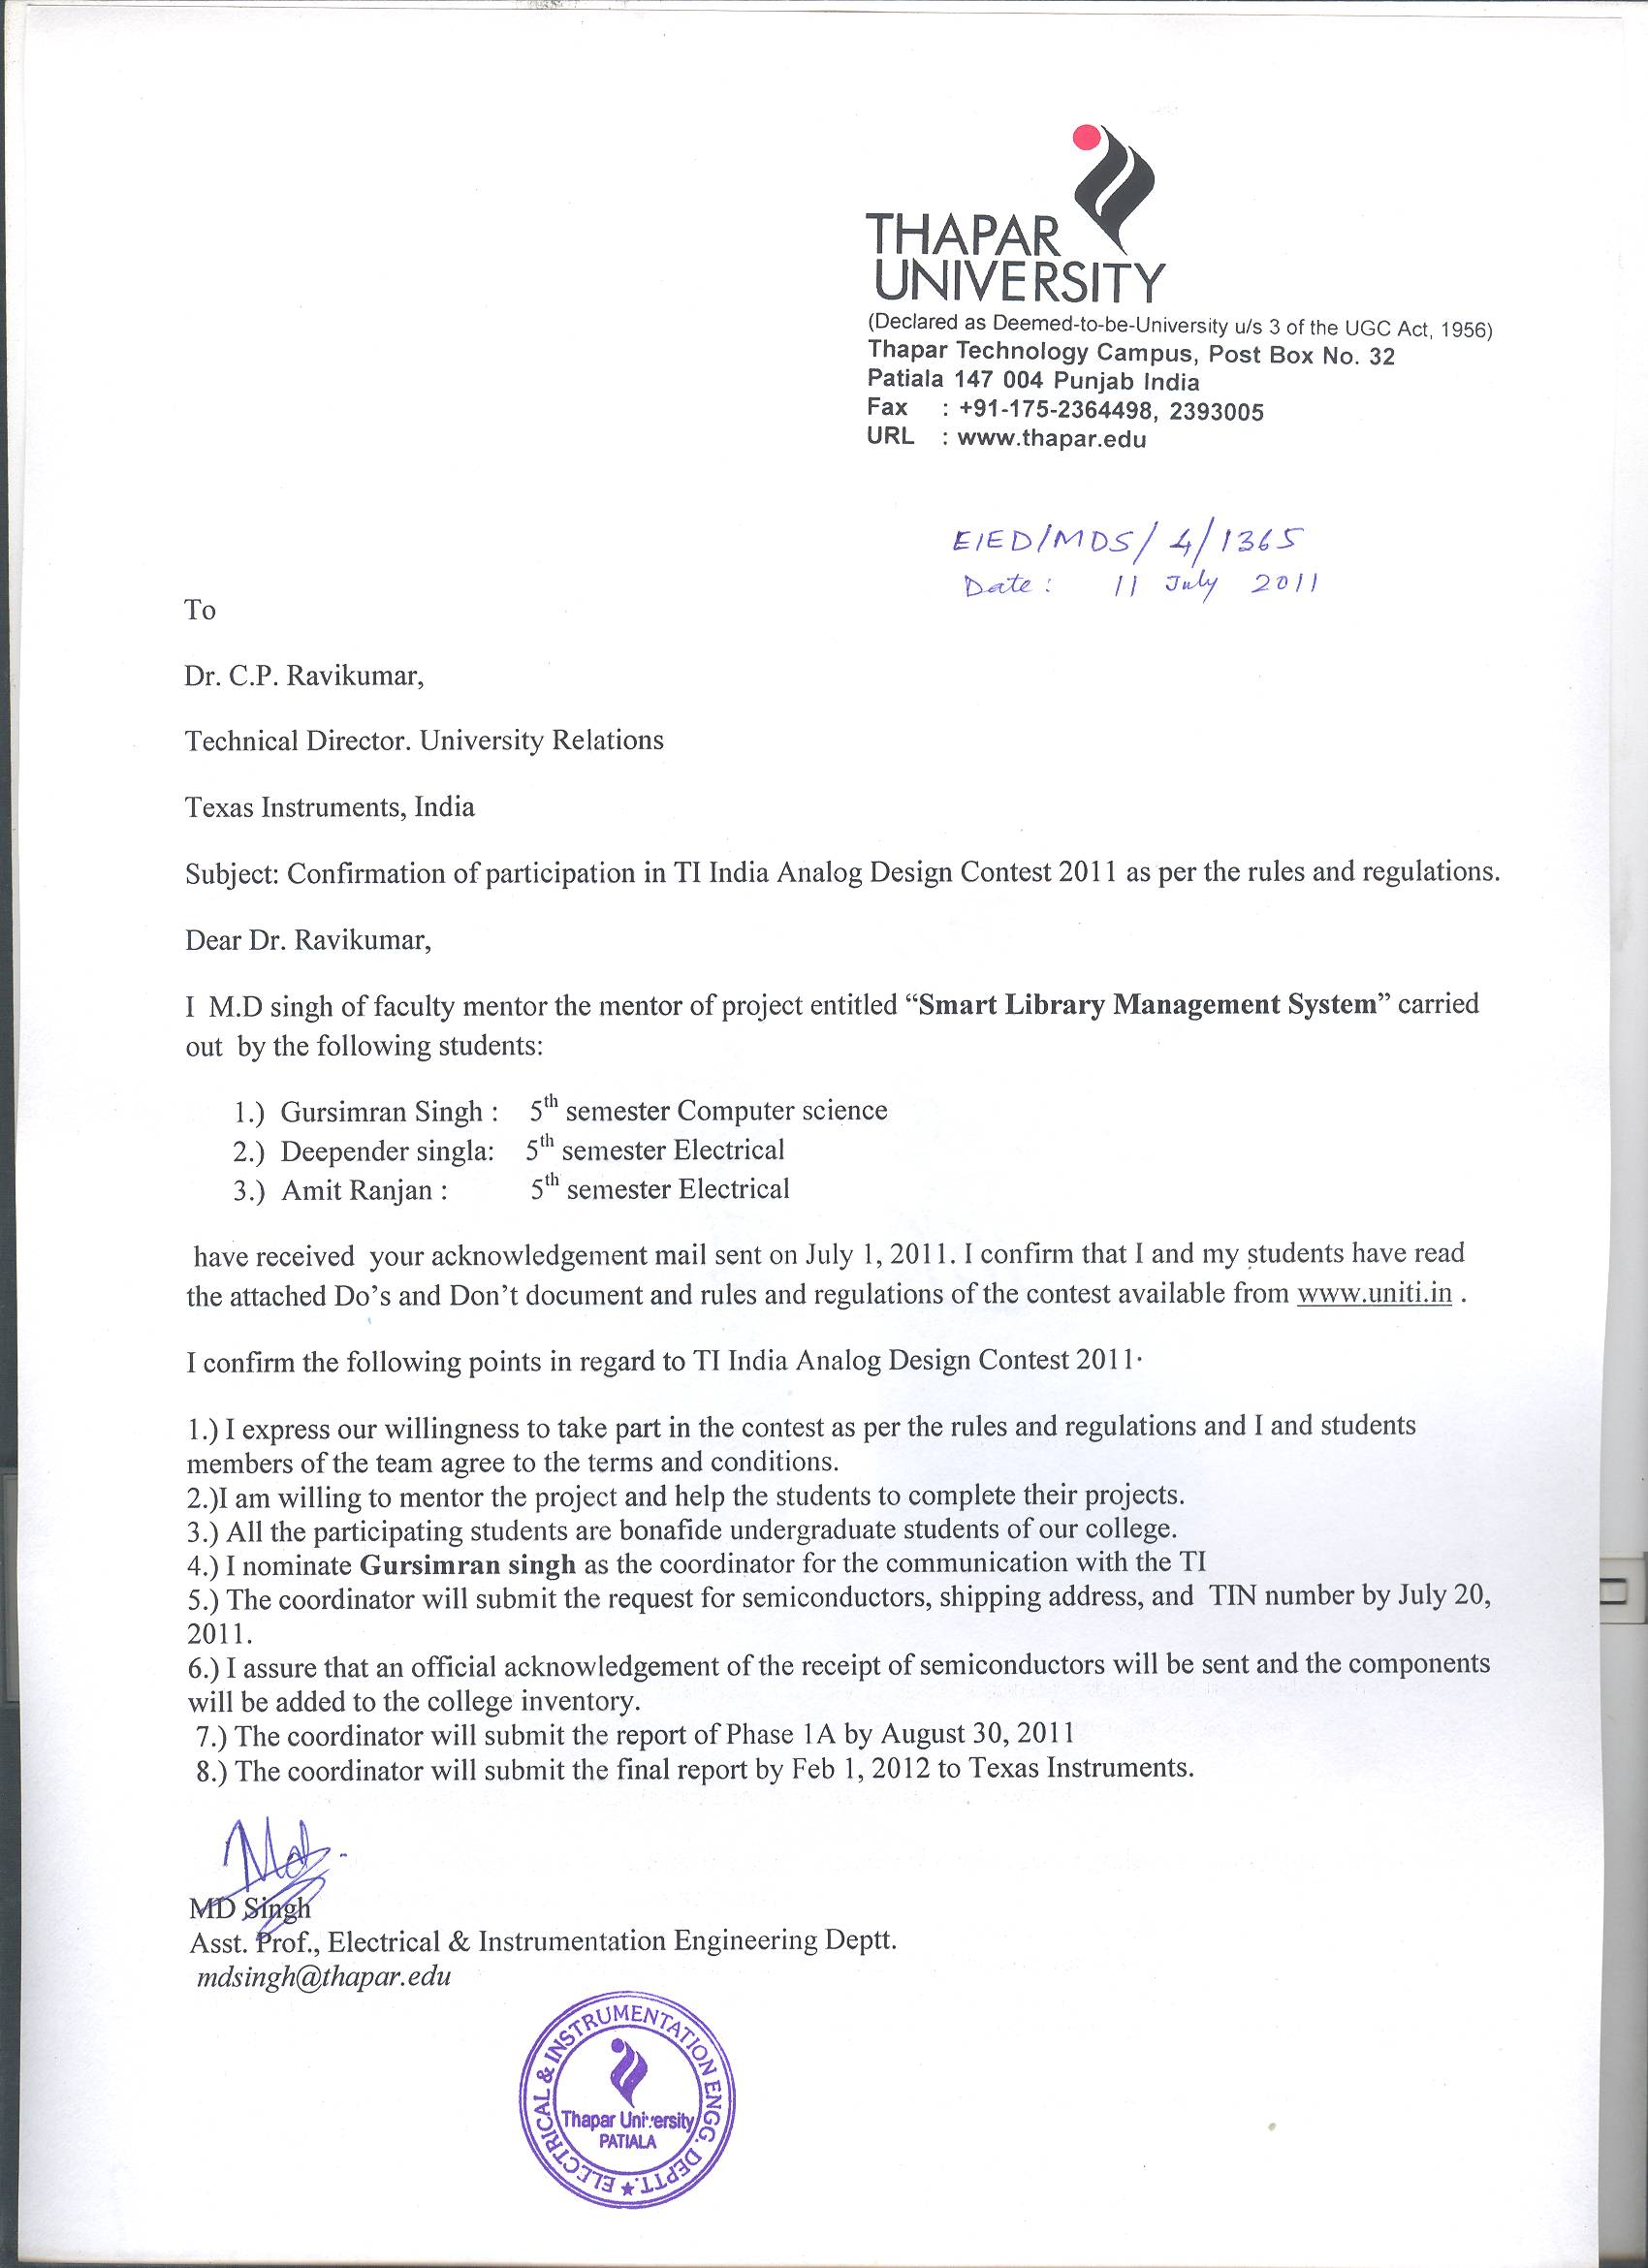 THAPAR
UNIVERSITY
(Declared as Deemed-to-be-University u/s 3 of the UGC Act, 1956)
Thapar Technology Campus, Post Box No. 32
Patiala 147 004 Punjab India
Fax : +91-175-2364498, 2393005
URL : www.thapar.edu
EIED/MDS/4/1365
Date: 11 July 2011
To
Dr. C.P. Ravikumar,
Technical Director. University Relations
Texas Instruments, India
Subject: Confirmation of participation in TI India Analog Design Contest 2011 as per the rules and regulations.
Dear Dr. Ravikumar,
I M.D singh of faculty mentor the mentor of project entitled “Smart Library Management System” carried
out by the following students:
1.) Gursimran Singh : 5th semester Computer science
2.) Deepender singla: 5th semester Electrical
3.) Amit Ranjan : 5th semester Electrical
have received your acknowledgement mail sent on July 1, 2011. I confirm that I and my students have read
the attached Do’s and Don’t document and rules and regulations of the contest available from www.uniti.in .
I confirm the following points in regard to TI India Analog Design Contest 2011·
1.) I express our willingness to take part in the contest as per the rules and regulations and I and students
members of the team agree to the terms and conditions.
2.)I am willing to mentor the project and help the students to complete their projects.
3.) All the participating students are bonafide undergraduate students of our college.
4.) I nominate Gursimran singh as the coordinator for the communication with the TI
5.) The coordinator will submit the request for semiconductors, shipping address, and TIN number by July 20,
2011.
6.) I assure that an official acknowledgement of the receipt of semiconductors will be sent and the components
will be added to the college inventory.
7.) The coordinator will submit the report of Phase 1A by August 30, 2011
8.) The coordinator will submit the final report by Feb 1, 2012 to Texas Instruments.
MD Singh
Asst. Prof., Electrical & Instrumentation Engineering Deptt.
mdsingh@thapar.edu
ELECTRICAL & INSTRUMENTATION ENGG. DEPTT.
Thapar University
PATIALA